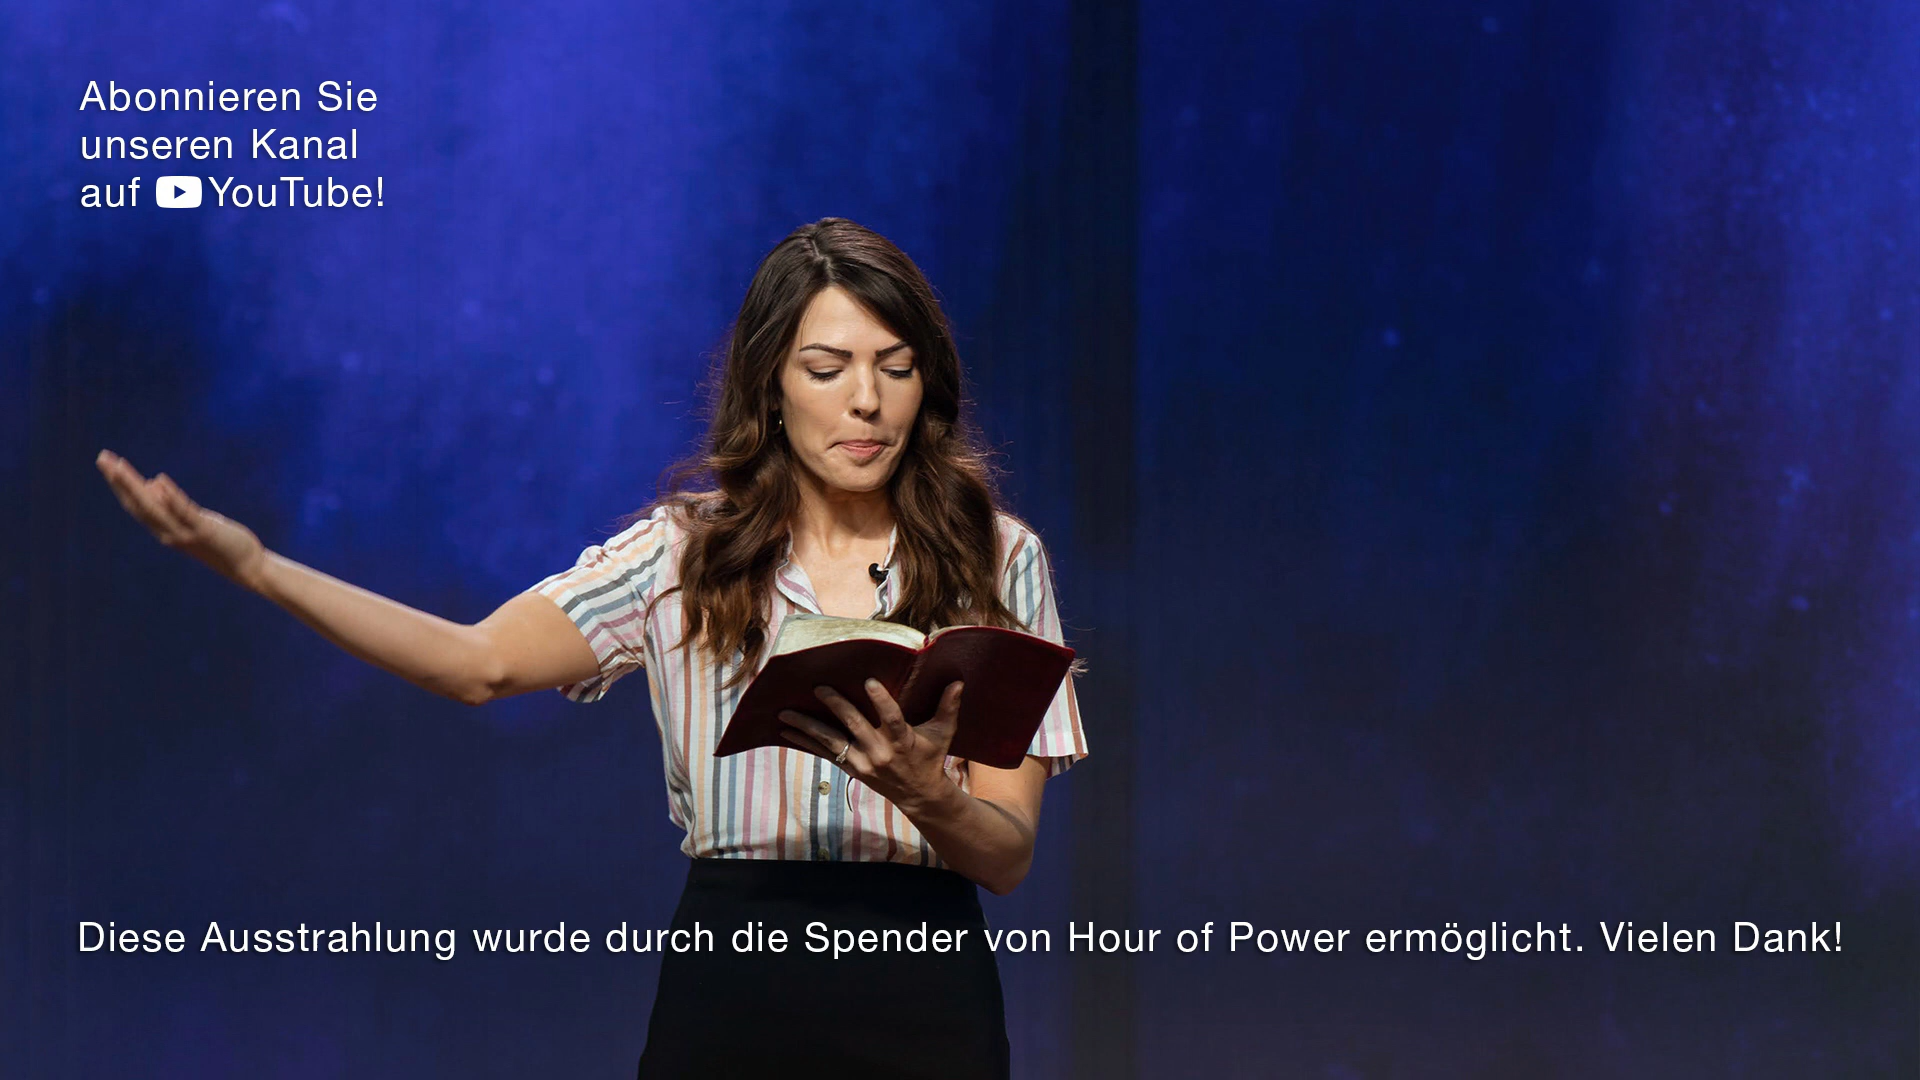 Abonnieren Sie
unseren Kanal
auf YouTube!
Diese Ausstrahlung wurde durch die Spender von Hour of Power ermöglicht. Vielen Dank!